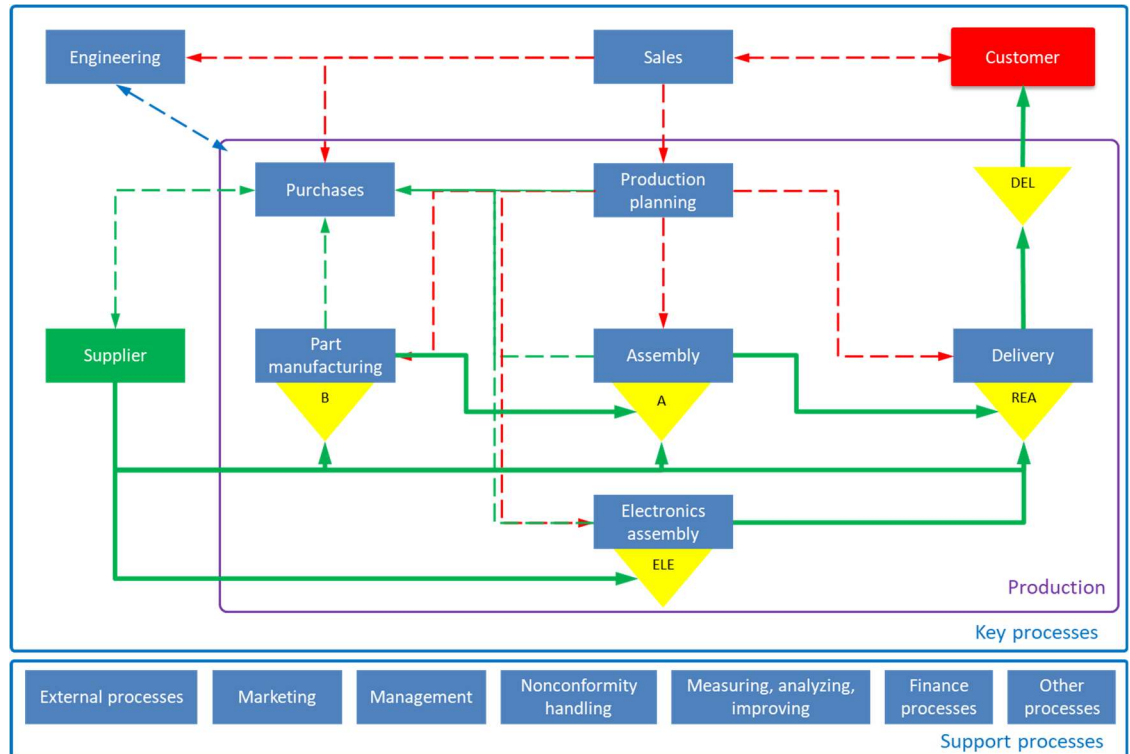 Engineering
Sales
Customer
Purchases
Production
planning
DEL
Supplier
Part
manufacturing
B
Assembly
A
Delivery
REA
Electronics
assembly
ELE
Production
Key processes
External processes
Marketing
Management
Nonconformity
handling
Measuring, analyzing,
improving
Finance
processes
Other
processes
Support processes